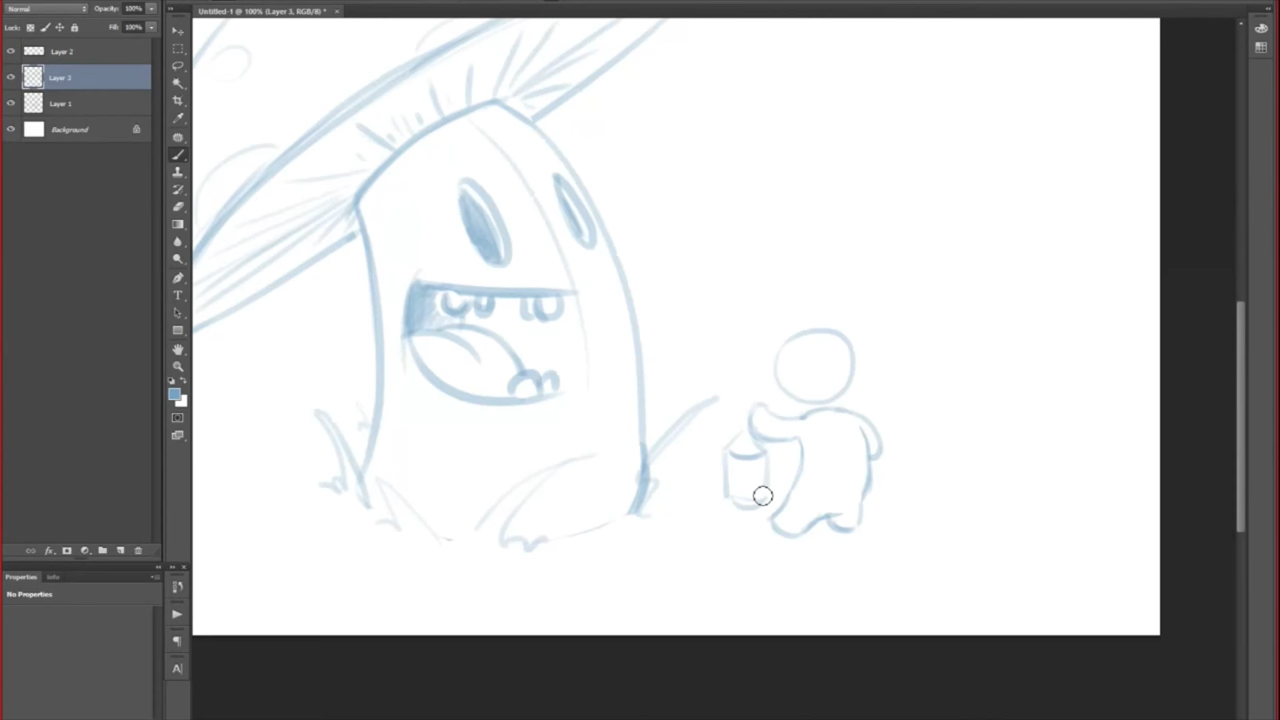 Normal Opacity: 100%
Lock: Fill: 100%
Layer 2
Layer 3
Layer 1
Background
Properties Info
No Properties
Untitled-1 @ 100% (Layer 3, RGB/8) *
T
A